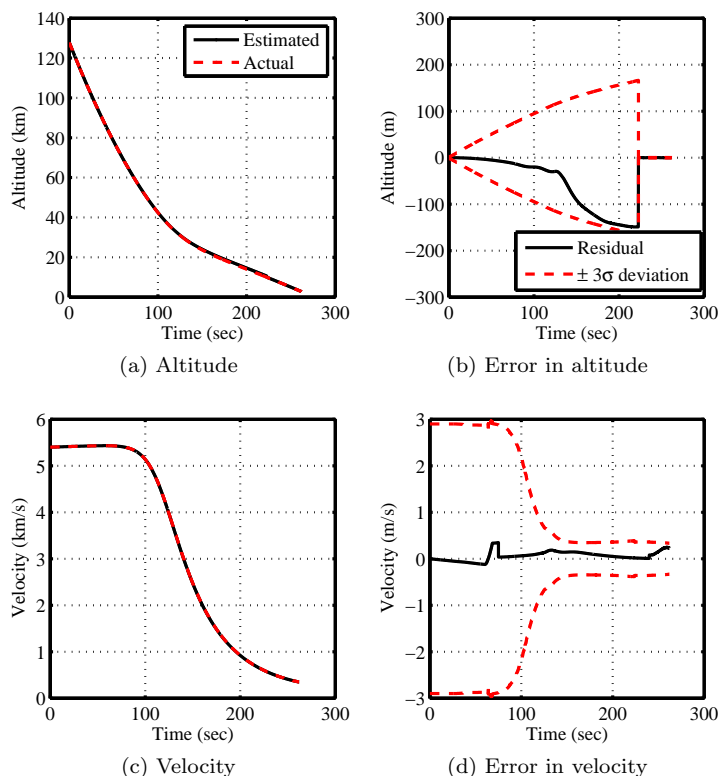 140
120
100
80
60
40
20
0
Altitude (km)
Estimated
Actual
0
100
200
300
Time (sec)
(a) Altitude
300
200
100
0
−100
−200
−300
Altitude (m)
Residual
± 3σ deviation
0
100
200
300
Time (sec)
(b) Error in altitude
6
5
4
3
2
1
0
Velocity (km/s)
0
100
200
300
Time (sec)
(c) Velocity
3
2
1
0
−1
−2
−3
Velocity (m/s)
0
100
200
300
Time (sec)
(d) Error in velocity